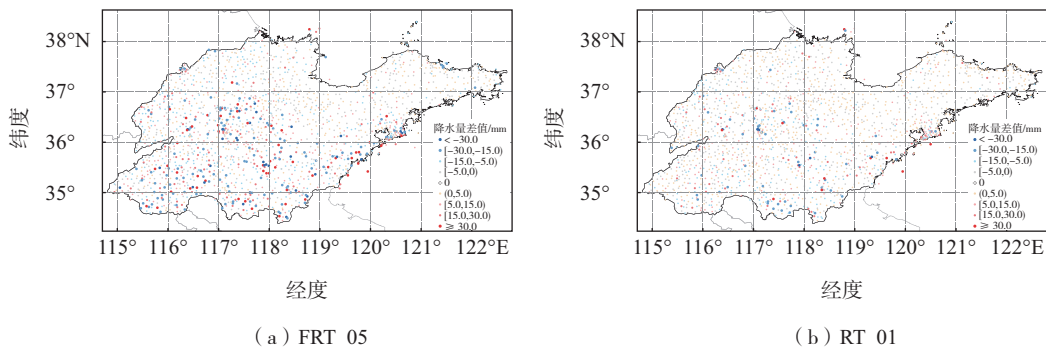 38°N
37°
36°
35°
纬度
降水量差值/mm
< -30.0
[-30.0,-15.0)
[-15.0,-5.0)
[-5.0,0)
0
(0,5.0)
[5.0,15.0)
[15.0,30.0)
≥ 30.0
115° 116° 117° 118° 119° 120° 121° 122°E
经度
（a）FRT_05
38°N
37°
36°
35°
纬度
降水量差值/mm
< -30.0
[-30.0,-15.0)
[-15.0,-5.0)
[-5.0,0)
0
(0,5.0)
[5.0,15.0)
[15.0,30.0)
≥ 30.0
115° 116° 117° 118° 119° 120° 121° 122°E
经度
（b）RT_01